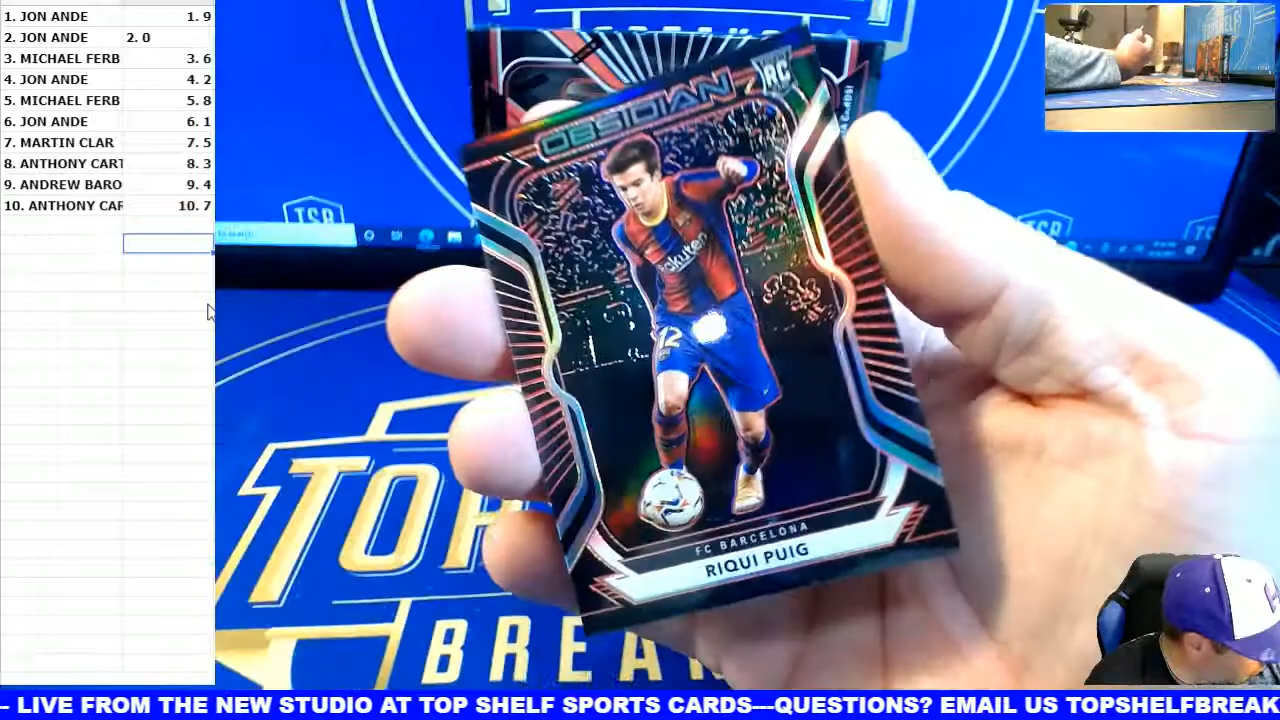 1. JON ANDE 1. 9
2. JON ANDE 2. 0
3. MICHAEL FERB 3. 6
4. JON ANDE 4. 2
5. MICHAEL FERB 5. 8
6. JON ANDE 6. 1
7. MARTIN CLAR 7. 5
8. ANTHONY CART 8. 3
9. ANDREW BARO 9. 4
10. ANTHONY CAR 10. 7
OBSIDIAN
RC
Rakuten
12
FC BARCELONA
RIQUI PUIG
TSB
TOP
BREA
- LIVE FROM THE NEW STUDIO AT TOP SHELF SPORTS CARDS---QUESTIONS? EMAIL US TOPSHELFBREAK